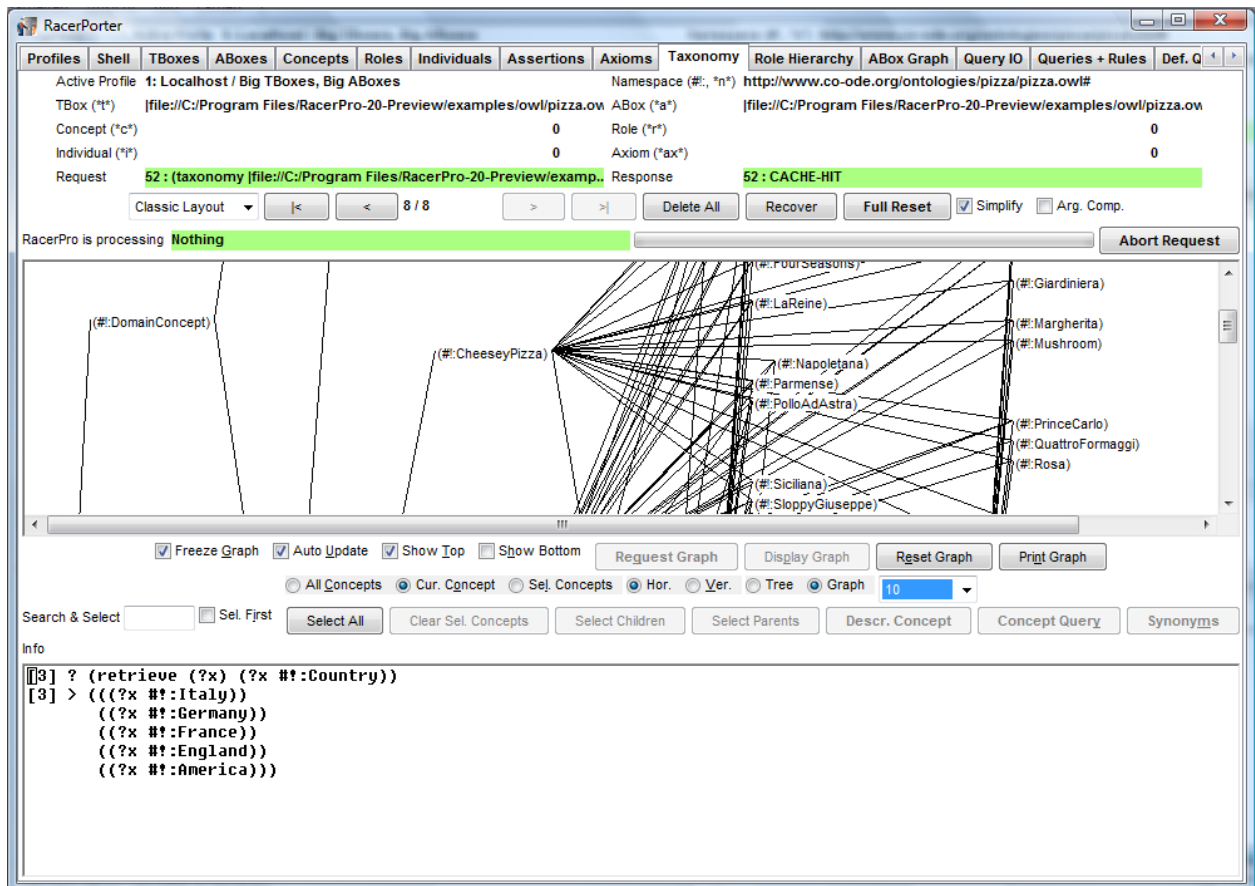 RacerPorter
Profiles Shell TBoxes ABoxes Concepts Roles Individuals Assertions Axioms Taxonomy Role Hierarchy ABox Graph Query IO Queries + Rules Def. Q
Active Profile 1: Localhost / Big TBoxes, Big ABoxes Namespace (#!:, *n*) http://www.co-ode.org/ontologies/pizza/pizza.owl#
TBox (*t*) |file://C:/Program Files/RacerPro-20-Preview/examples/owl/pizza.ow ABox (*a*) |file://C:/Program Files/RacerPro-20-Preview/examples/owl/pizza.ow
Concept (*c*) 0 Role (*r*) 0
Individual (*i*) 0 Axiom (*ax*) 0
Request 52 : (taxonomy |file://C:/Program Files/RacerPro-20-Preview/examp.. Response 52 : CACHE-HIT
Classic Layout |< < 8 / 8 > >| Delete All Recover Full Reset Simplify Arg. Comp.
RacerPro is processing Nothing Abort Request
(#!:FourSeasons)
(#!:Giardiniera)
(#!:LaReine)
(#!:DomainConcept)
(#!:Margherita)
(#!:Mushroom)
(#!:CheeseyPizza)
(#!:Napoletana)
(#!:Parmense)
(#!:PolloAdAstra)
(#!:PrinceCarlo)
(#!:QuattroFormaggi)
(#!:Rosa)
(#!:Siciliana)
(#!:SloppyGiuseppe)
Freeze Graph Auto Update Show Top Show Bottom Request Graph Display Graph Reset Graph Print Graph
All Concepts Cur. Concept Sel. Concepts Hor. Ver. Tree Graph 10
Search & Select Sel. First Select All Clear Sel. Concepts Select Children Select Parents Descr. Concept Concept Query Synonyms
Info
[3] ? (retrieve (?x) (?x #!:Country))
[3] > (((?x #!:Italy))
((?x #!:Germany))
((?x #!:France))
((?x #!:England))
((?x #!:America)))